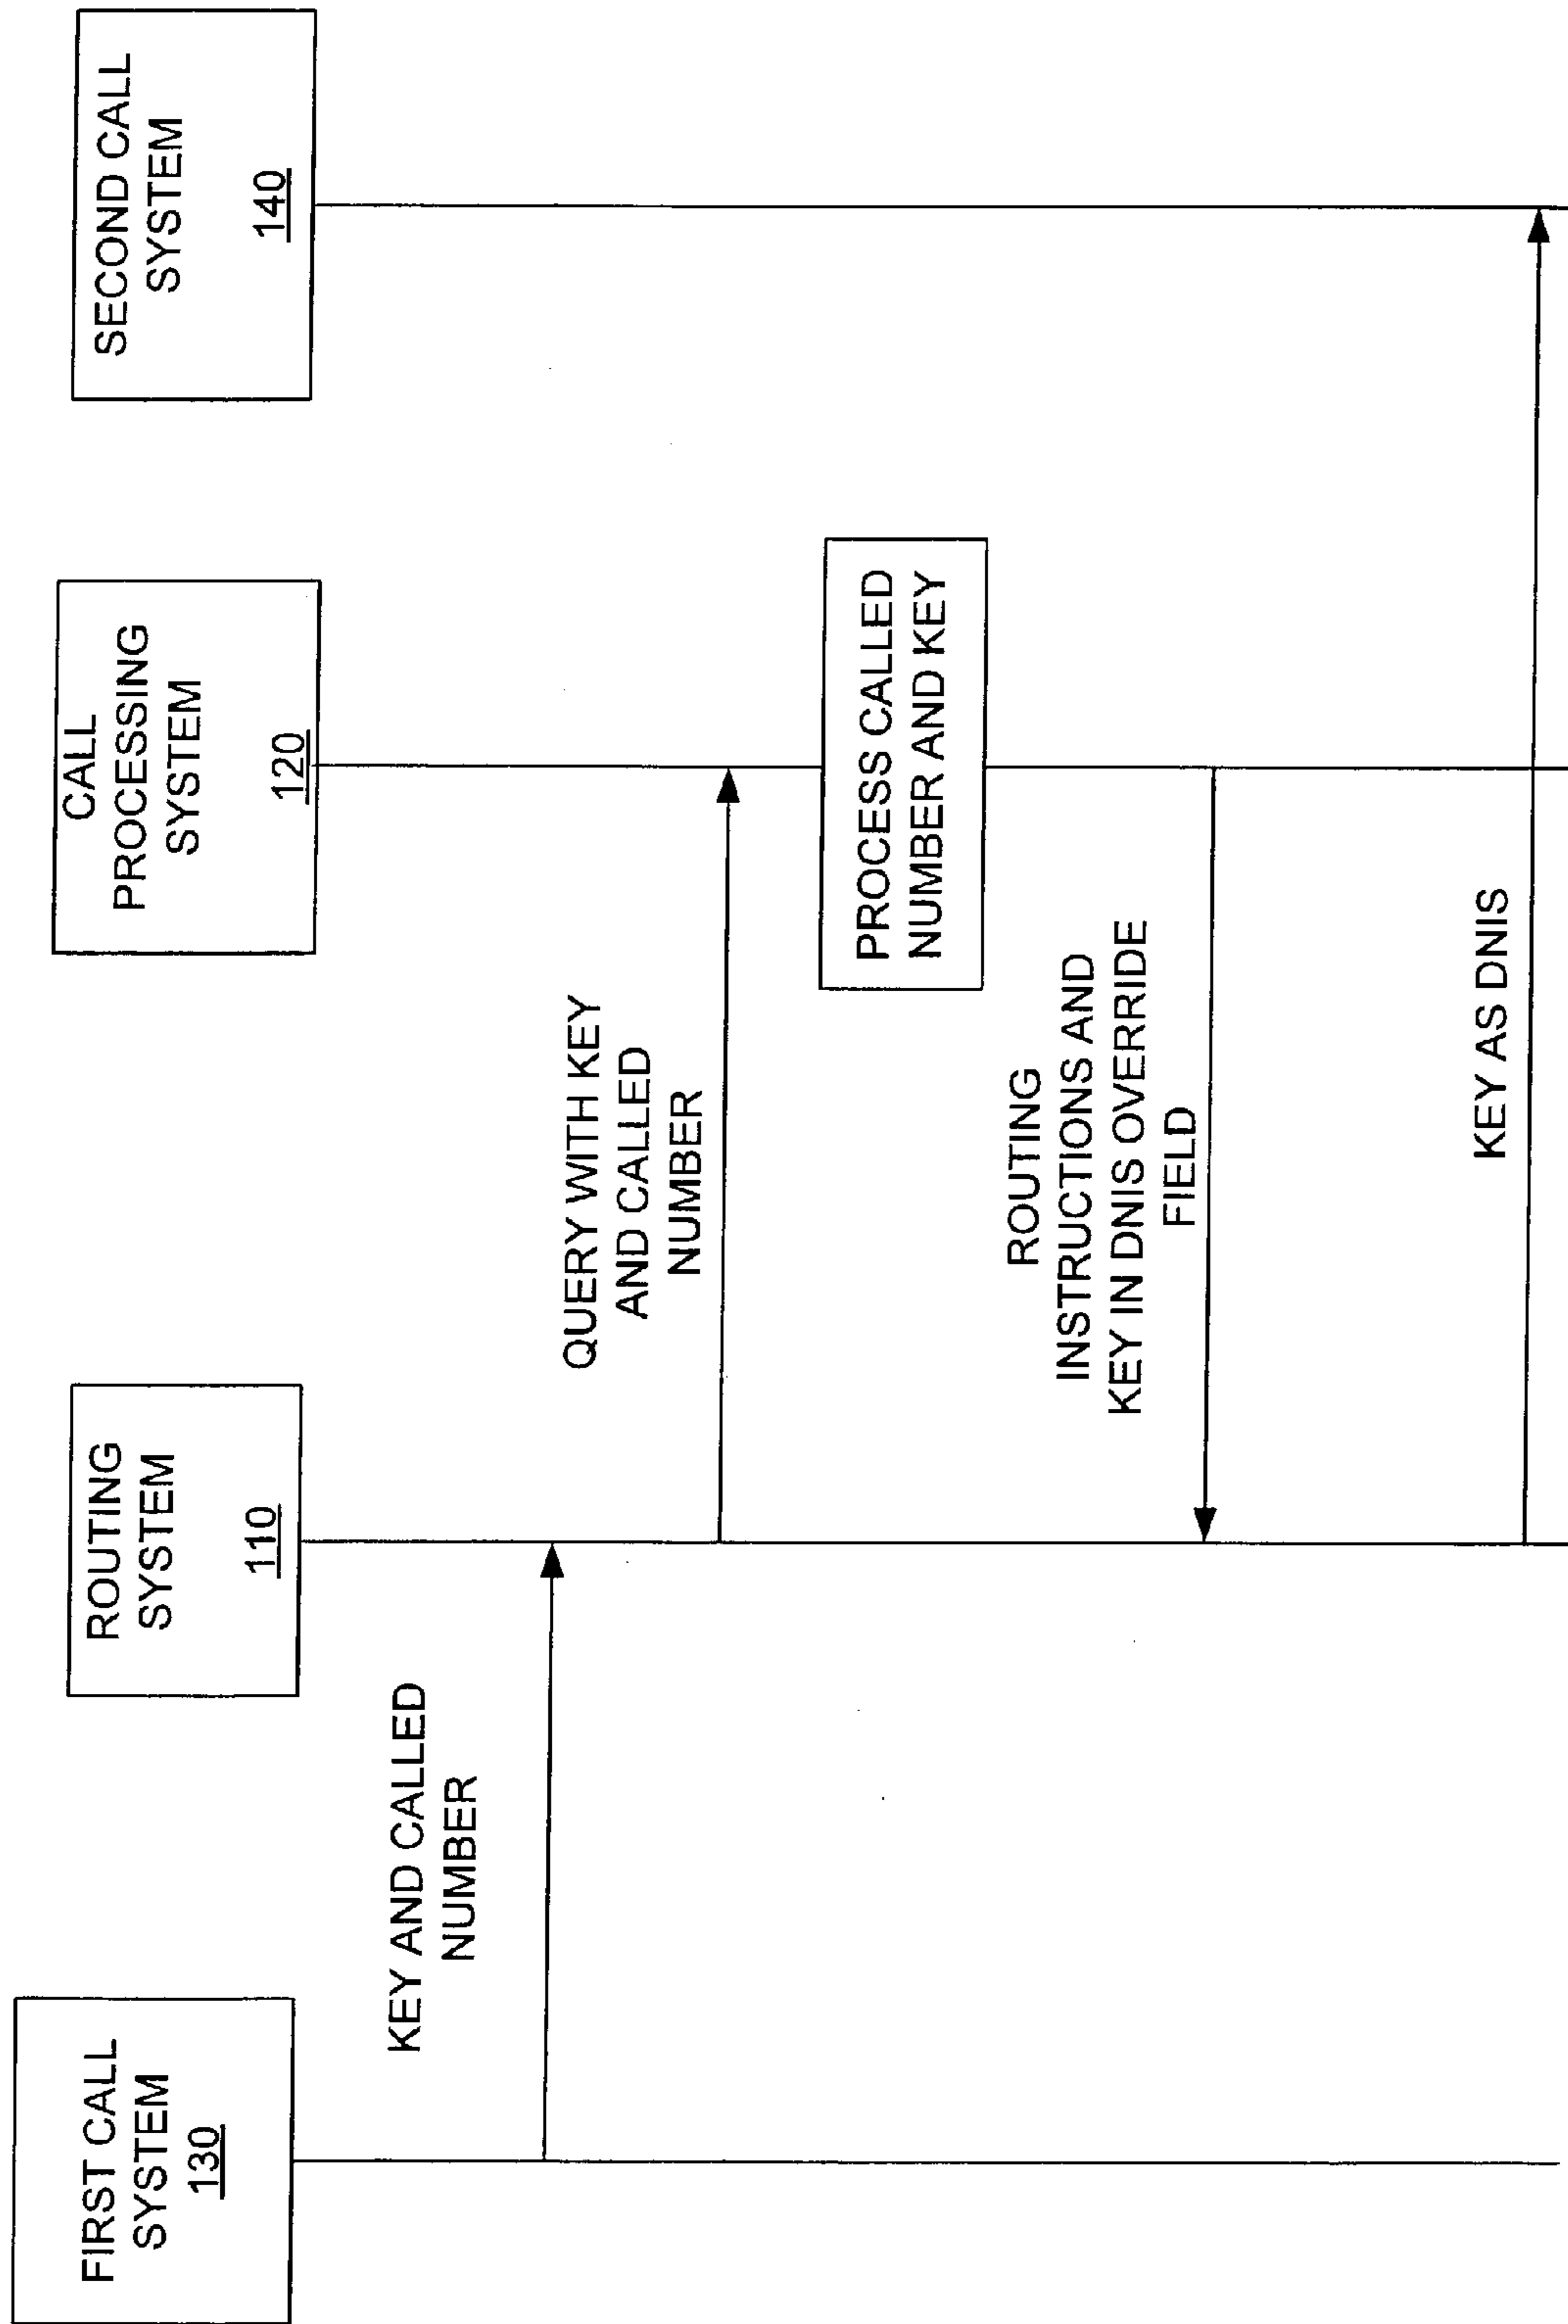 FIRST CALL
SYSTEM
130
ROUTING
SYSTEM
110
CALL
PROCESSING
SYSTEM
120
SECOND CALL
SYSTEM
140
KEY AND CALLED
NUMBER
QUERY WITH KEY
AND CALLED
NUMBER
PROCESS CALLED
NUMBER AND KEY
ROUTING
INSTRUCTIONS AND
KEY IN DNIS OVERRIDE
FIELD
KEY AS DNIS